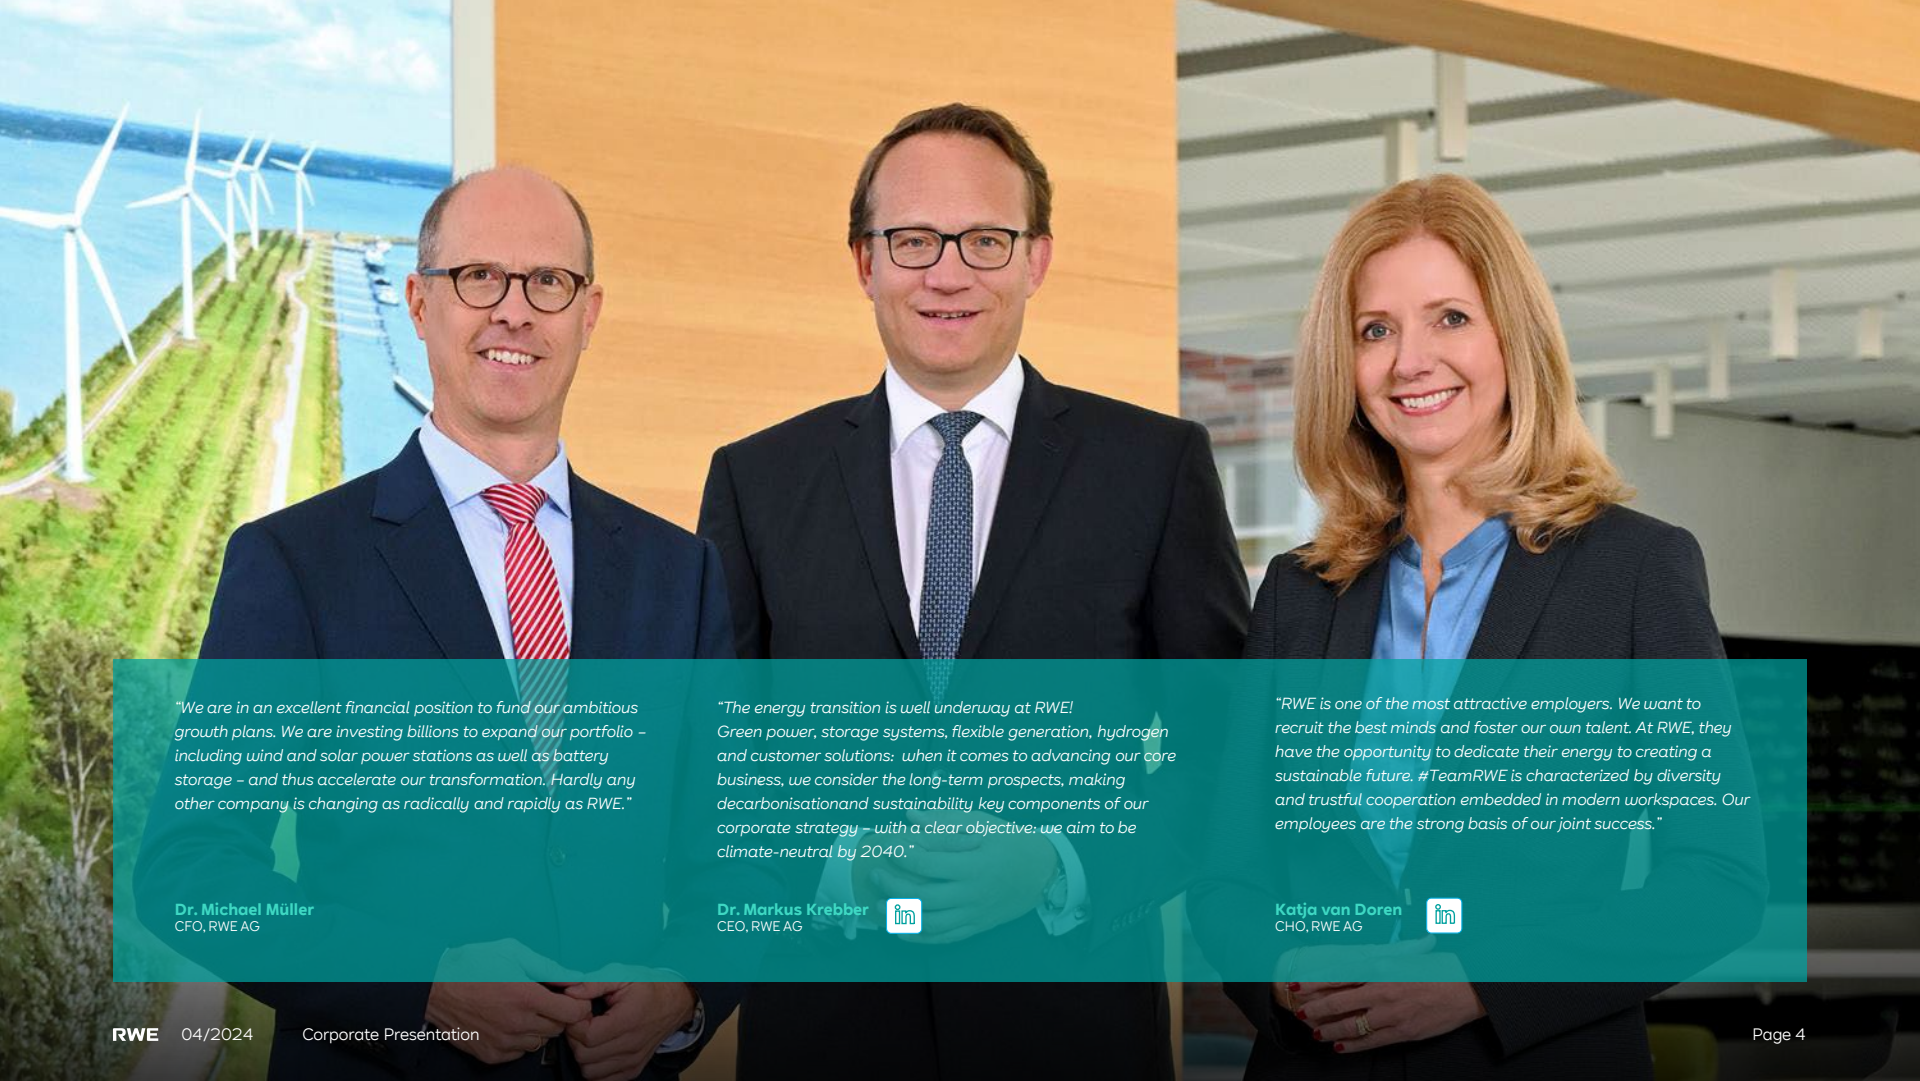 “We are in an excellent financial position to fund our ambitious
growth plans. We are investing billions to expand our portfolio –
including wind and solar power stations as well as battery
storage – and thus accelerate our transformation. Hardly any
other company is changing as radically and rapidly as RWE.”
Dr. Michael Müller
CFO, RWE AG
“The energy transition is well underway at RWE!
Green power, storage systems, flexible generation, hydrogen
and customer solutions:  when it comes to advancing our core
business, we consider the long-term prospects, making
decarbonisationand sustainability key components of our
corporate strategy – with a clear objective: we aim to be
climate-neutral by 2040.”
Dr. Markus Krebber
CEO, RWE AG
in
“RWE is one of the most attractive employers. We want to
recruit the best minds and foster our own talent. At RWE, they
have the opportunity to dedicate their energy to creating a
sustainable future. #TeamRWE is characterized by diversity
and trustful cooperation embedded in modern workspaces. Our
employees are the strong basis of our joint success.”
Katja van Doren
CHO, RWE AG
in
RWE 04/2024 Corporate Presentation Page 4